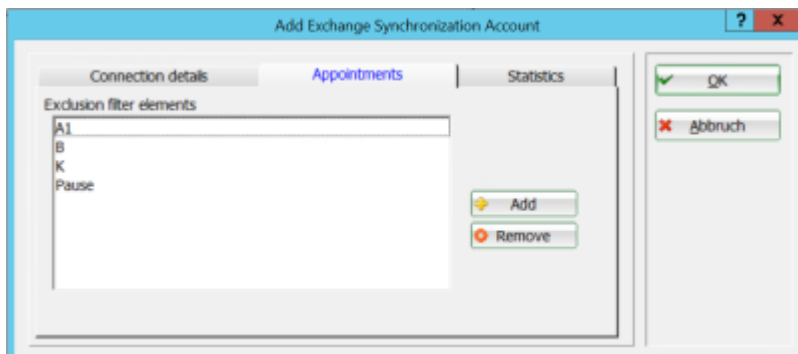 Add Exchange Synchronization Account
? X
Connection details Appointments Statistics
Exclusion filter elements
A1
B
K
Pause
Add
Remove
OK
Abbruch